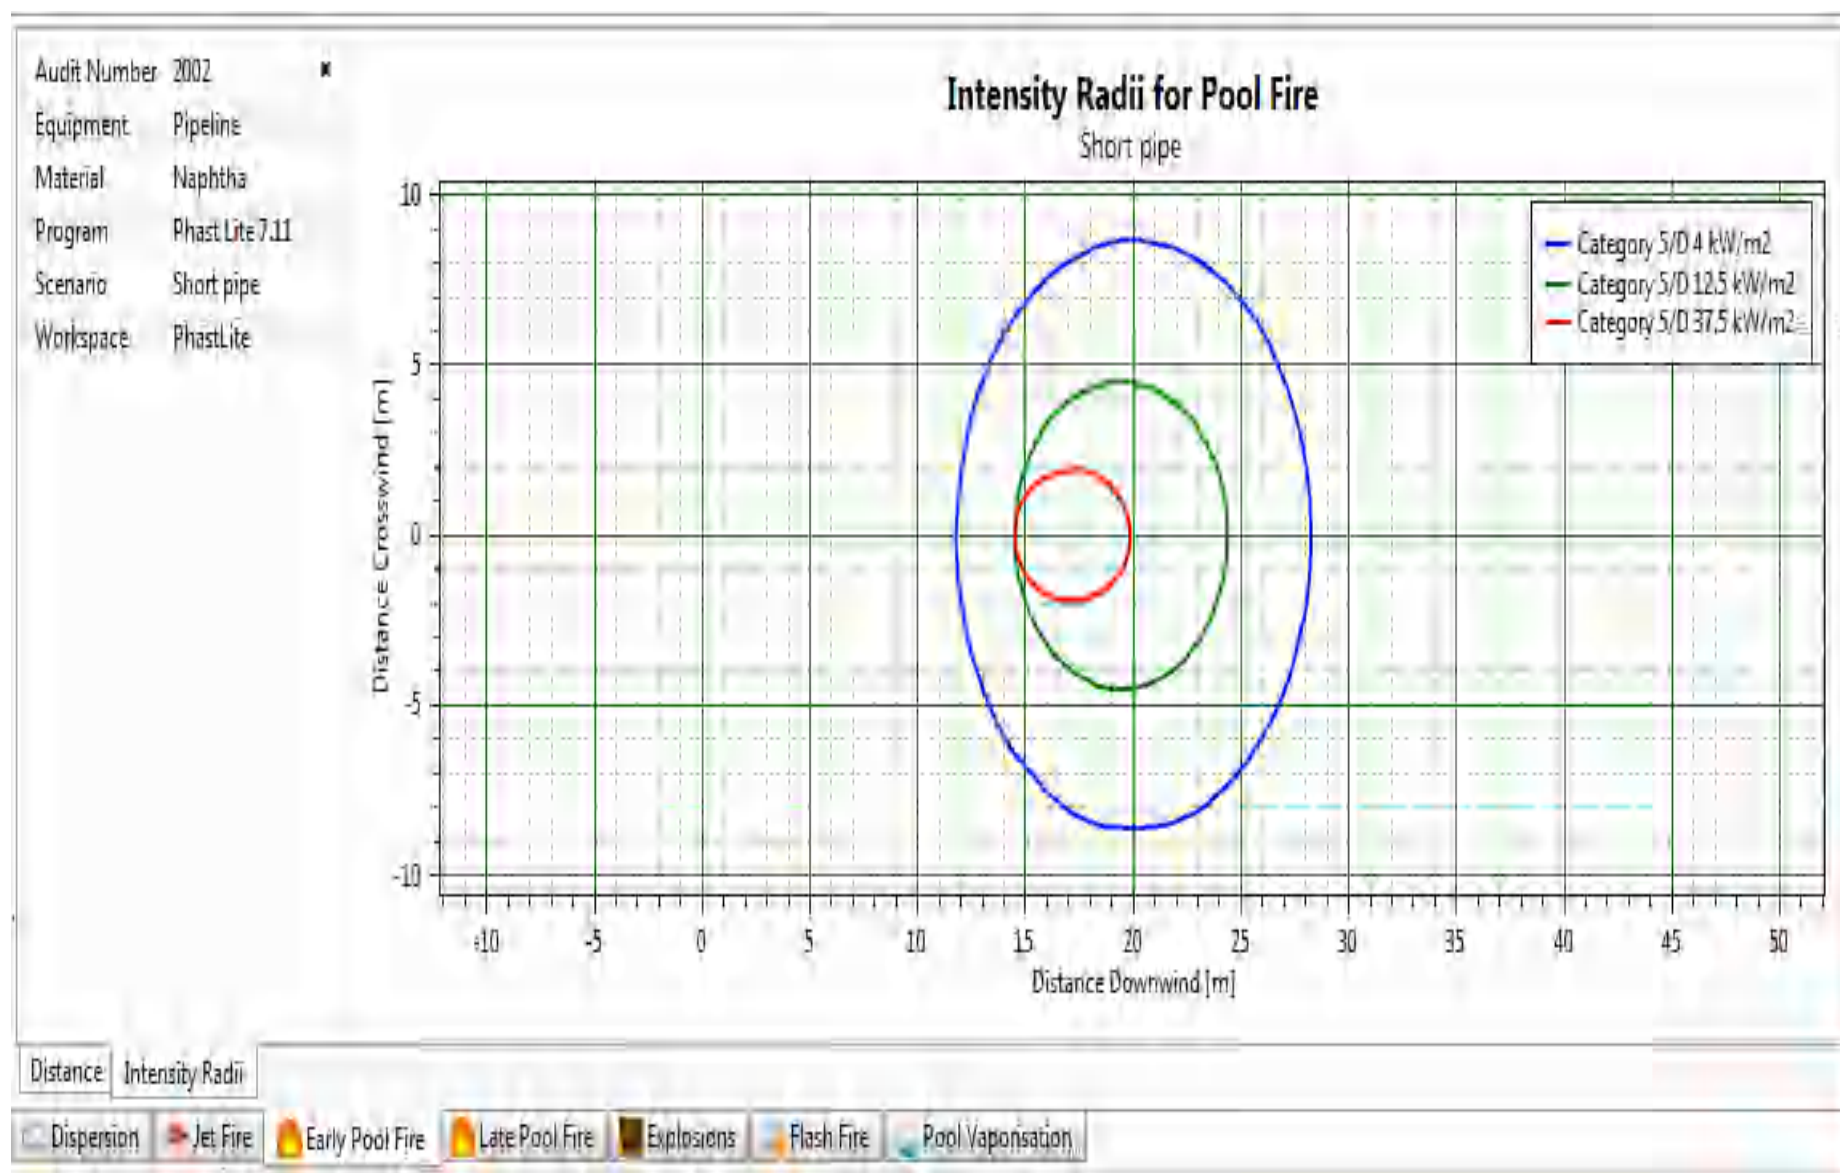 Audit Number 2002
Equipment Pipeline
Material Naphtha
Program Phast Lite 7.11
Scenario Short pipe
Workspace PhastLite
Intensity Radii for Pool Fire
Short pipe
Category 5/D 4 kW/m2
Category 5/D 12.5 kW/m2
Category 5/D 37.5 kW/m2
Distance Crosswind [m]
10
5
0
-5
-10
-10 -5 0 5 10 15 20 25 30 35 40 45 50
Distance Downwind [m]
Distance Intensity Radii
Dispersion Jet Fire Early Pool Fire Late Pool Fire Explosions Flash Fire Pool Vaporisation